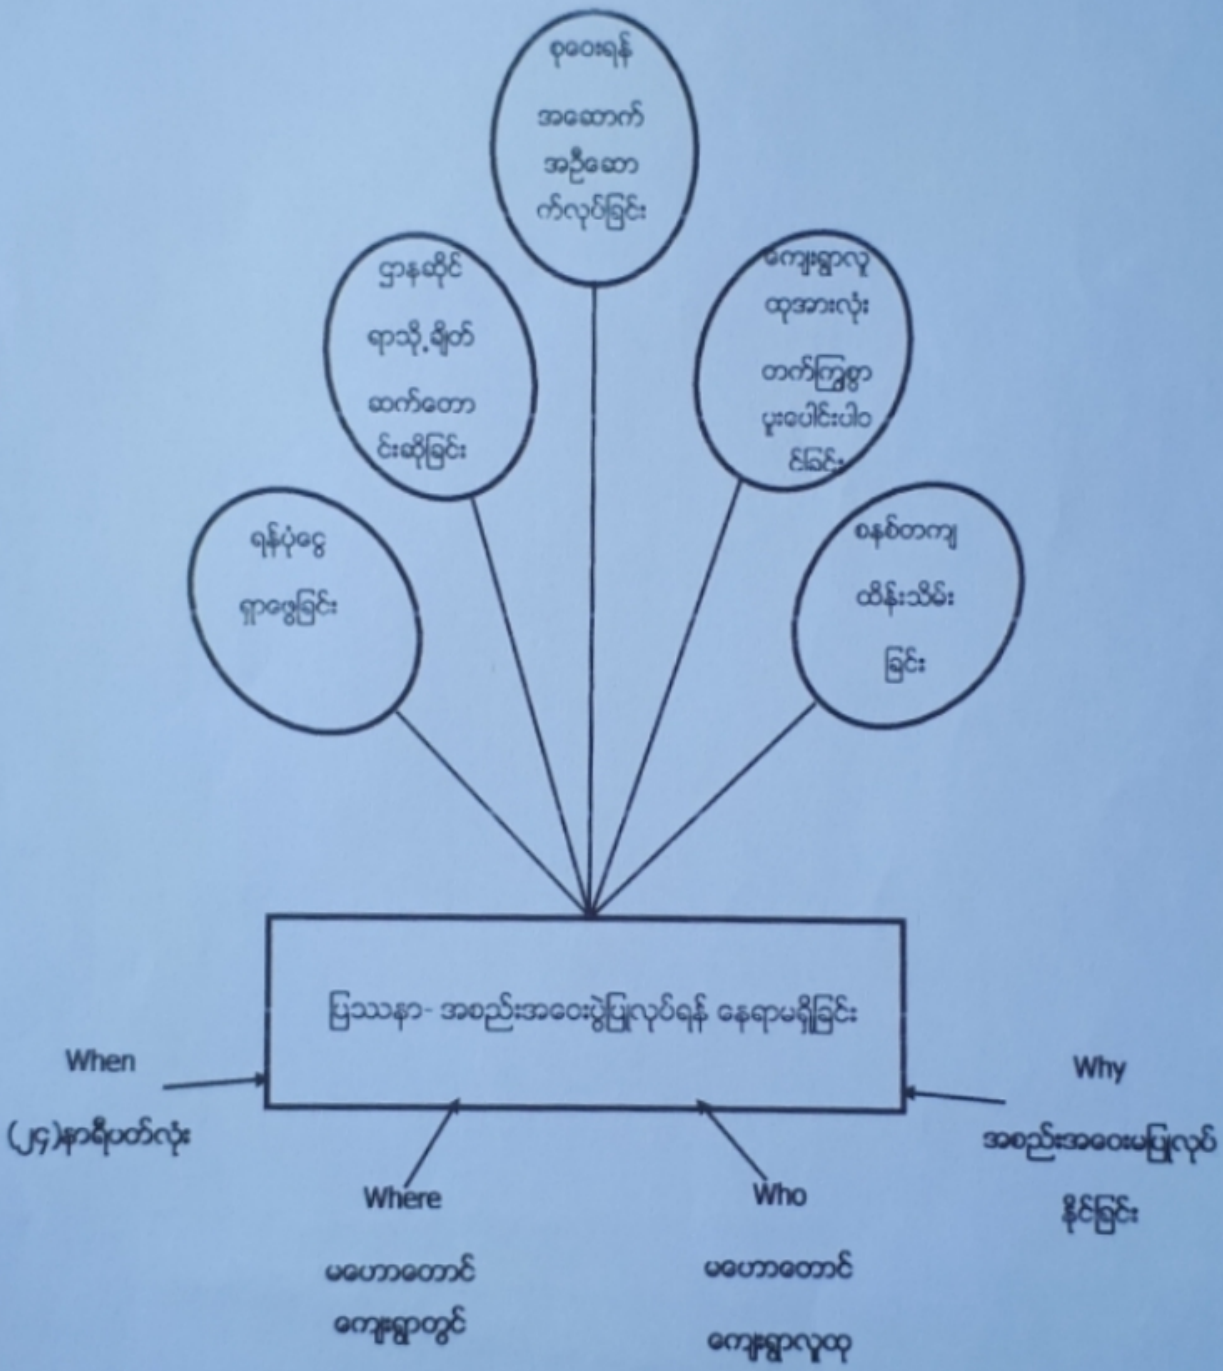 စုဝေးရန်
အဆောက်
အဦဆော
က်လုပ်ခြင်း
ဌာနဆိုင်
ရာသို့ချိတ်
ဆက်တော
င်းဆိုခြင်း
ကျေးရွာလူ
ထုအားလုံး
တက်ကြွစွာ
ပူးပေါင်းပါဝ
င်ခြင်း
ရန်ပုံငွေ
ရှာဖွေခြင်း
စနစ်တကျ
ထိန်းသိမ်း
ခြင်း
ပြဿနာ- အစည်းအဝေးပွဲပြုလုပ်ရန် နေရာမရှိခြင်း
When
(၂၄)နာရီပတ်လုံး
Where
မဟောတောင်
ကျေးရွာတွင်
Who
မဟောတောင်
ကျေးရွာလူထု
Why
အစည်းအဝေးမပြုလုပ်
နိုင်ခြင်း